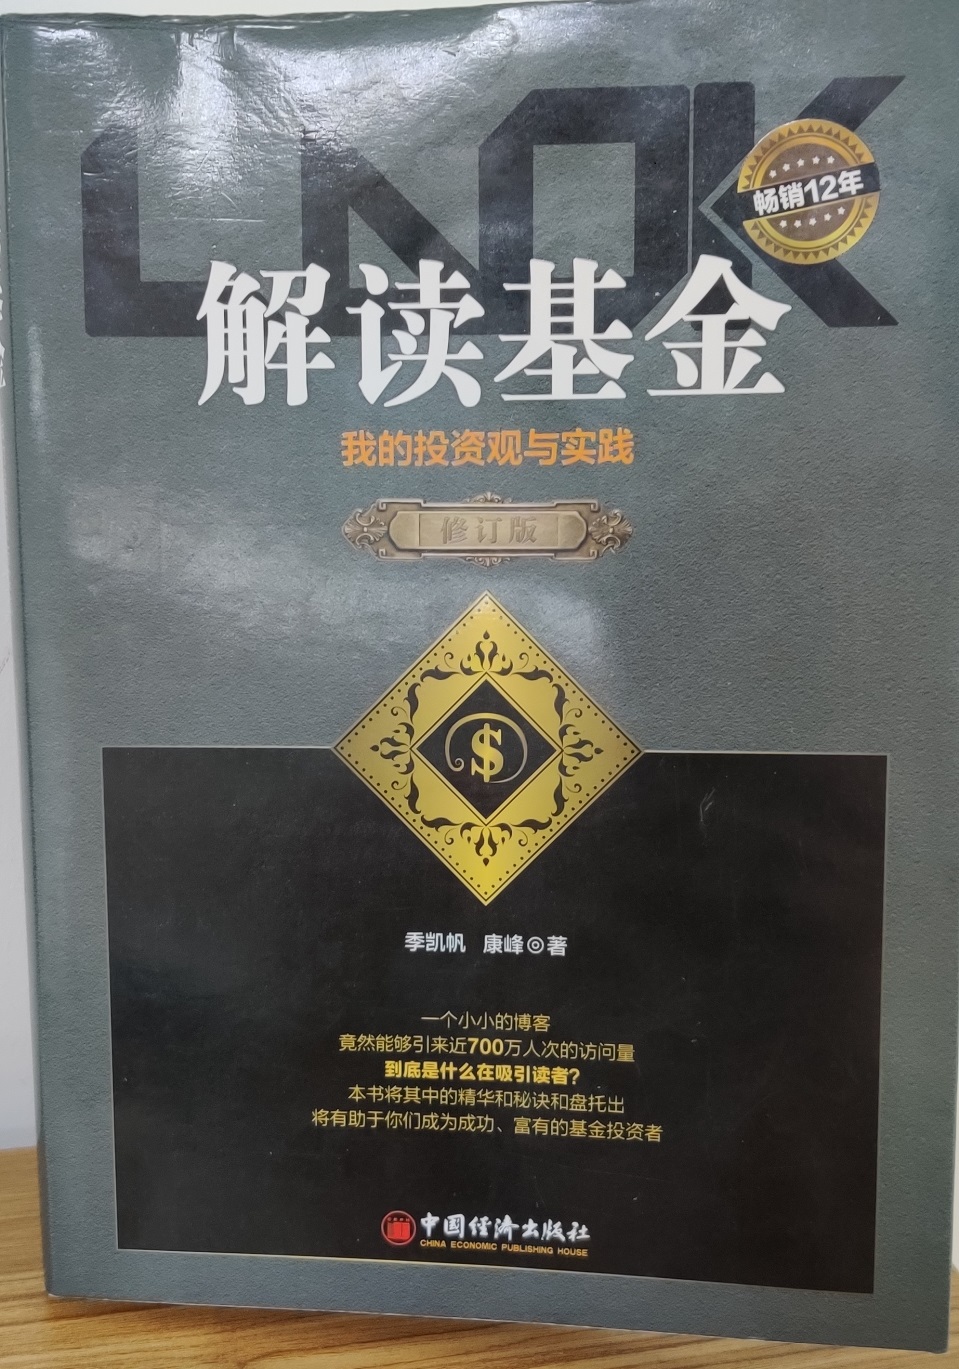 LNOK
畅销12年
解读基金
我的投资观与实践
修订版
$
季凯帆 康峰◎著
一个小小的博客
竟然能够引来近700万人次的访问量
到底是什么在吸引读者?
本书将其中的精华和秘诀和盘托出
将有助于你们成为成功、富有的基金投资者
中国经济出版社
CHINA ECONOMIC PUBLISHING HOUSE